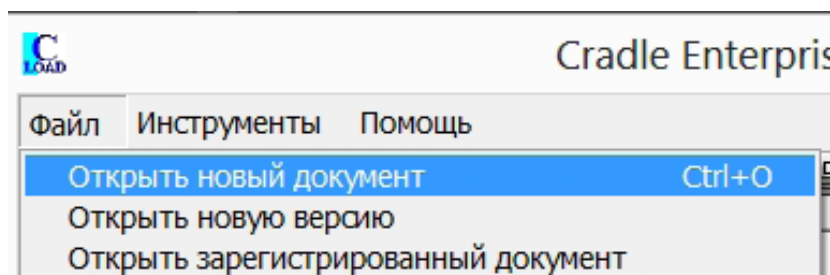 C
LOAD
Cradle Enterpris
Файл Инструменты Помощь
Открыть новый документ Ctrl+O
Открыть новую версию
Открыть зарегистрированный документ